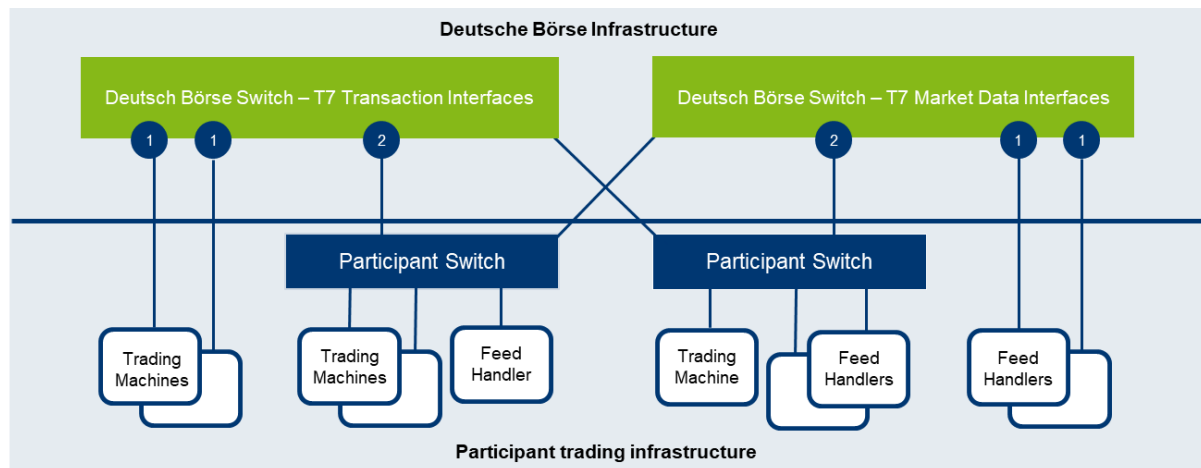 Deutsche Börse Infrastructure
Deutsch Börse Switch – T7 Transaction Interfaces
Deutsch Börse Switch – T7 Market Data Interfaces
1
1
2
2
1
1
Participant Switch
Participant Switch
Trading
Machines
Trading
Machines
Feed
Handler
Trading
Machine
Feed
Handlers
Feed
Handlers
Participant trading infrastructure